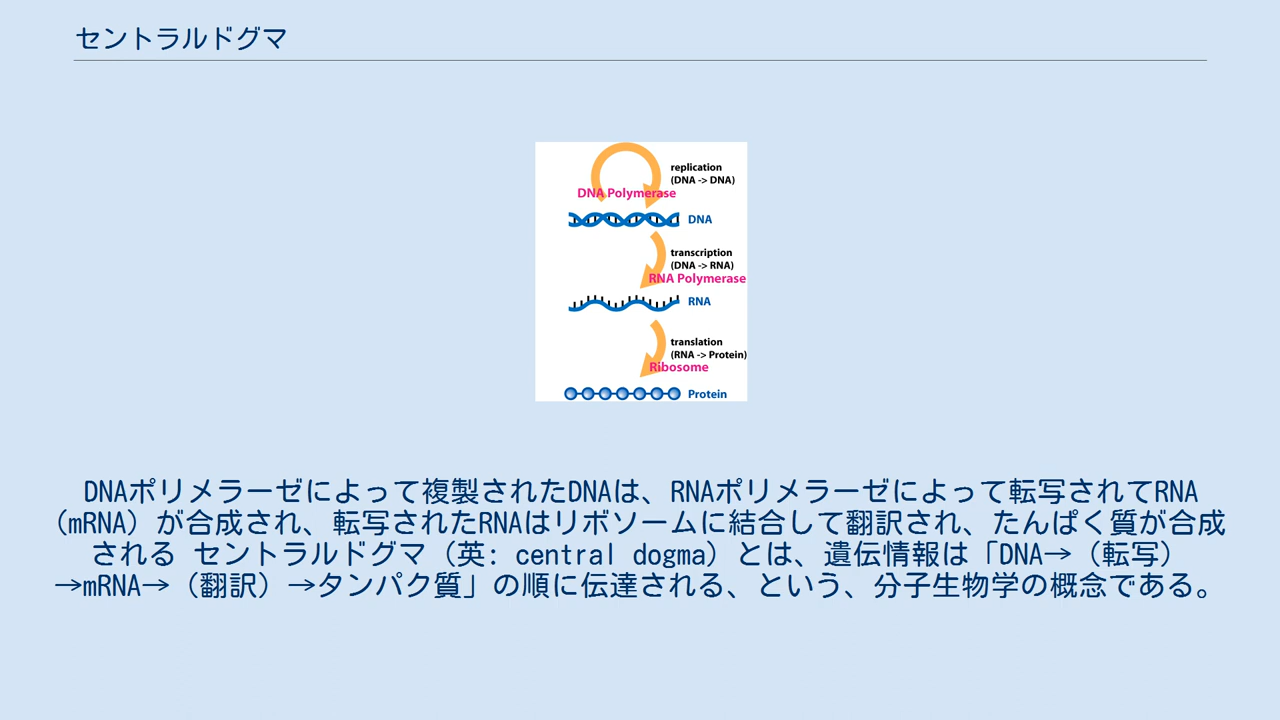 セントラルドグマ
replication
(DNA -> DNA)
DNA Polymerase
DNA
transcription
(DNA -> RNA)
RNA Polymerase
RNA
translation
(RNA -> Protein)
Ribosome
Protein
DNAポリメラーゼによって複製されたDNAは、RNAポリメラーゼによって転写されてRNA
(mRNA) が合成され、転写されたRNAはリボソームに結合して翻訳され、たんぱく質が合成
される セントラルドグマ (英: central dogma) とは、遺伝情報は「DNA→ (転写)
→mRNA→ (翻訳) →タンパク質」の順に伝達される、という、分子生物学の概念である。